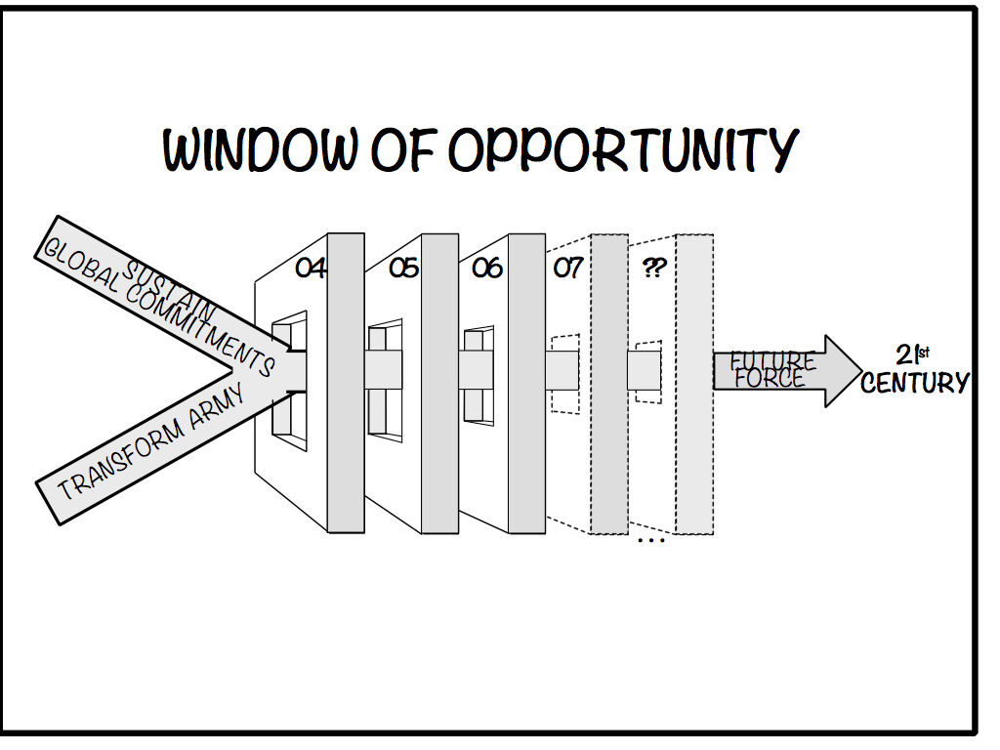 WINDOW OF OPPORTUNITY
SUSTAIN
GLOBAL COMMITMENTS
TRANSFORM ARMY
04
05
06
07
??
...
FUTURE
FORCE
21st
CENTURY